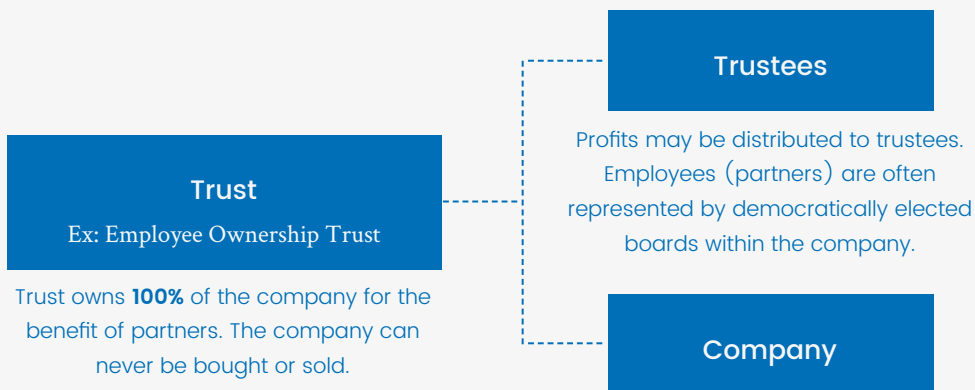 Trust
Ex: Employee Ownership Trust
Trust owns 100% of the company for the
benefit of partners. The company can
never be bought or sold.
Trustees
Profits may be distributed to trustees.
Employees (partners) are often
represented by democratically elected
boards within the company.
Company